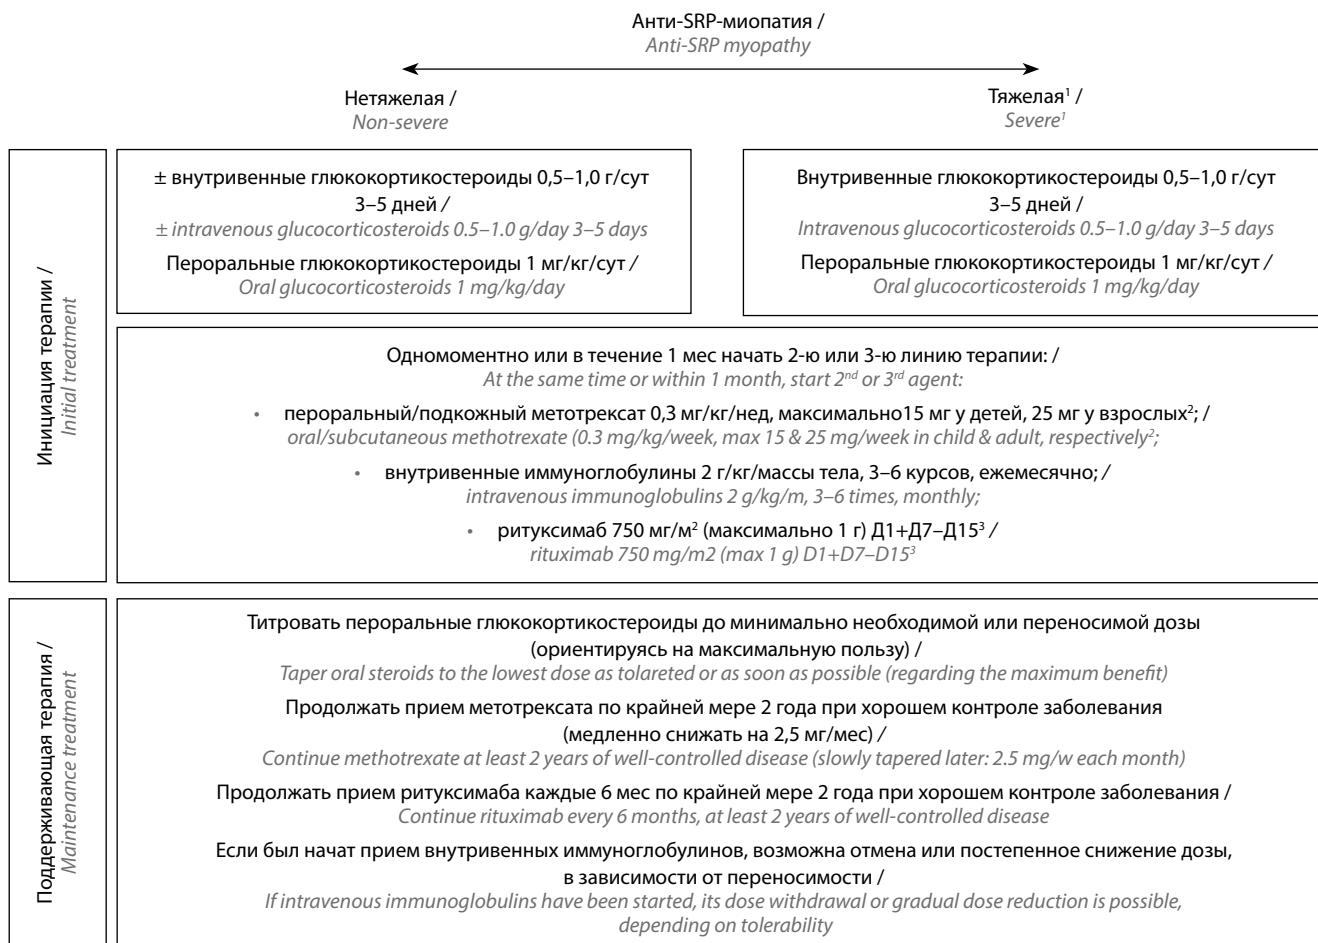 Анти-SRP-миопатия /
Anti-SRP myopathy
Нетяжелая /
Non-severe
Тяжелая¹ /
Severe¹
Инициация терапии /
Initial treatment
± внутривенные глюкокортикостероиды 0,5–1,0 г/сут
3–5 дней /
± intravenous glucocorticosteroids 0.5–1.0 g/day 3–5 days
Пероральные глюкокортикостероиды 1 мг/кг/сут /
Oral glucocorticosteroids 1 mg/kg/day
Внутривенные глюкокортикостероиды 0,5–1,0 г/сут
3–5 дней /
Intravenous glucocorticosteroids 0.5–1.0 g/day 3–5 days
Пероральные глюкокортикостероиды 1 мг/кг/сут /
Oral glucocorticosteroids 1 mg/kg/day
Одномоментно или в течение 1 мес начать 2-ю или 3-ю линию терапии: /
At the same time or within 1 month, start 2nd or 3rd agent:
• пероральный/подкожный метотрексат 0,3 мг/кг/нед, максимально15 мг у детей, 25 мг у взрослых²; /
oral/subcutaneous methotrexate (0.3 mg/kg/week, max 15 & 25 mg/week in child & adult, respectively²;
• внутривенные иммуноглобулины 2 г/кг/массы тела, 3–6 курсов, ежемесячно; /
intravenous immunoglobulins 2 g/kg/m, 3–6 times, monthly;
• ритуксимаб 750 мг/м² (максимально 1 г) Д1+Д7–Д15³ /
rituximab 750 mg/m2 (max 1 g) D1+D7–D15³
Поддерживающая терапия /
Maintenance treatment
Титровать пероральные глюкокортикостероиды до минимально необходимой или переносимой дозы
(ориентируясь на максимальную пользу) /
Taper oral steroids to the lowest dose as tolareted or as soon as possible (regarding the maximum benefit)
Продолжать прием метотрексата по крайней мере 2 года при хорошем контроле заболевания
(медленно снижать на 2,5 мг/мес) /
Continue methotrexate at least 2 years of well-controlled disease (slowly tapered later: 2.5 mg/w each month)
Продолжать прием ритуксимаба каждые 6 мес по крайней мере 2 года при хорошем контроле заболевания /
Continue rituximab every 6 months, at least 2 years of well-controlled disease
Если был начат прием внутривенных иммуноглобулинов, возможна отмена или постепенное снижение дозы,
в зависимости от переносимости /
If intravenous immunoglobulins have been started, its dose withdrawal or gradual dose reduction is possible,
depending on tolerability